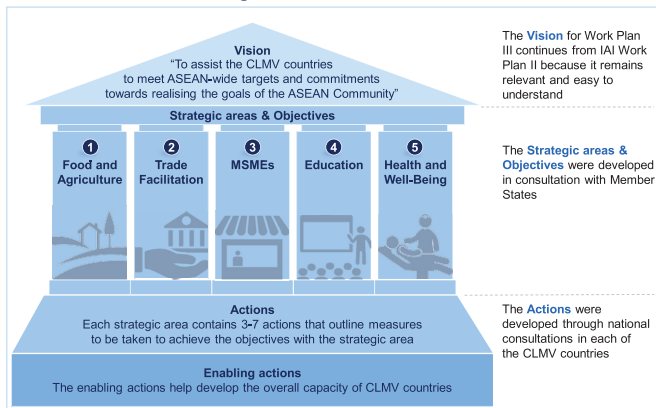 Vision
“To assist the CLMV countries
to meet ASEAN-wide targets and commitments
towards realising the goals of the ASEAN Community”
Strategic areas & Objectives
1
Food and
Agriculture
2
Trade
Facilitation
3
MSMEs
4
Education
5
Health and
Well-Being
Actions
Each strategic area contains 3-7 actions that outline measures
to be taken to achieve the objectives with the strategic area
Enabling actions
The enabling actions help develop the overall capacity of CLMV countries
The Vision for Work Plan
III continues from IAI Work
Plan II because it remains
relevant and easy to
understand
The Strategic areas &
Objectives were developed
in consultation with Member
States
The Actions were
developed through national
consultations in each of
the CLMV countries